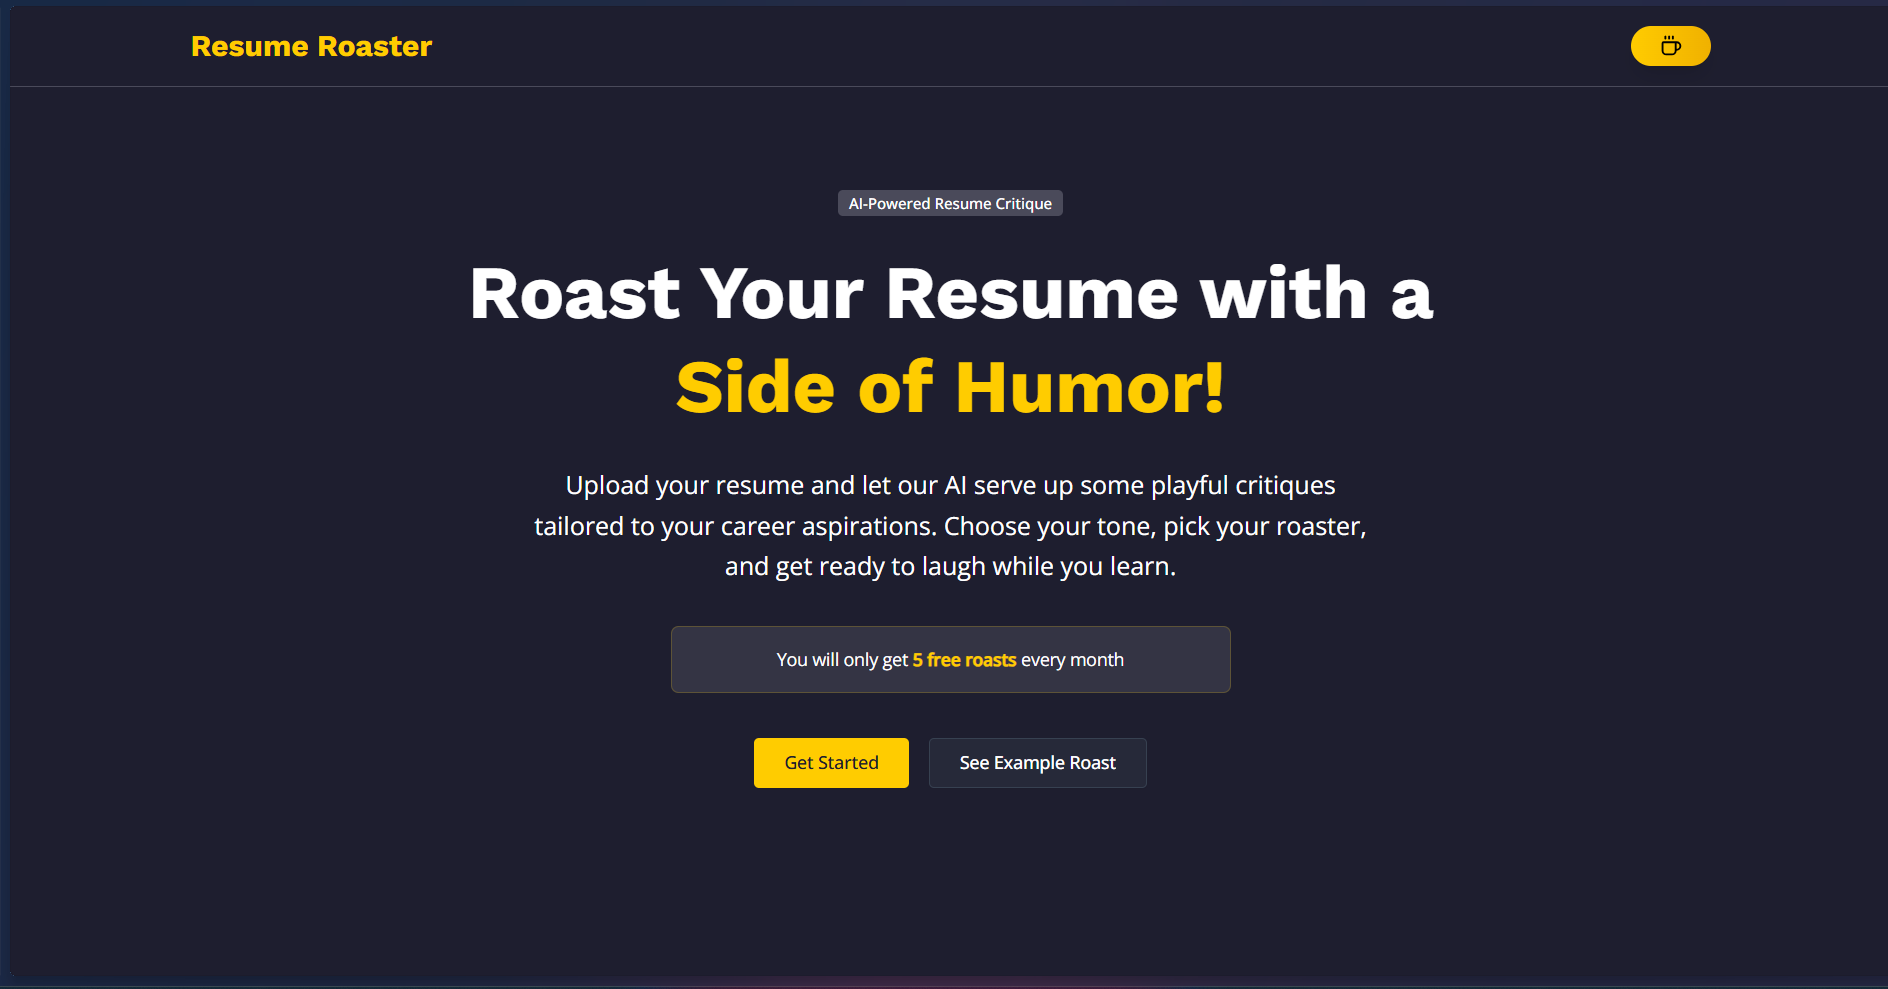 Resume Roaster
AI-Powered Resume Critique
Roast Your Resume with a
Side of Humor!
Upload your resume and let our AI serve up some playful critiques
tailored to your career aspirations. Choose your tone, pick your roaster,
and get ready to laugh while you learn.
You will only get 5 free roasts every month
Get Started
See Example Roast